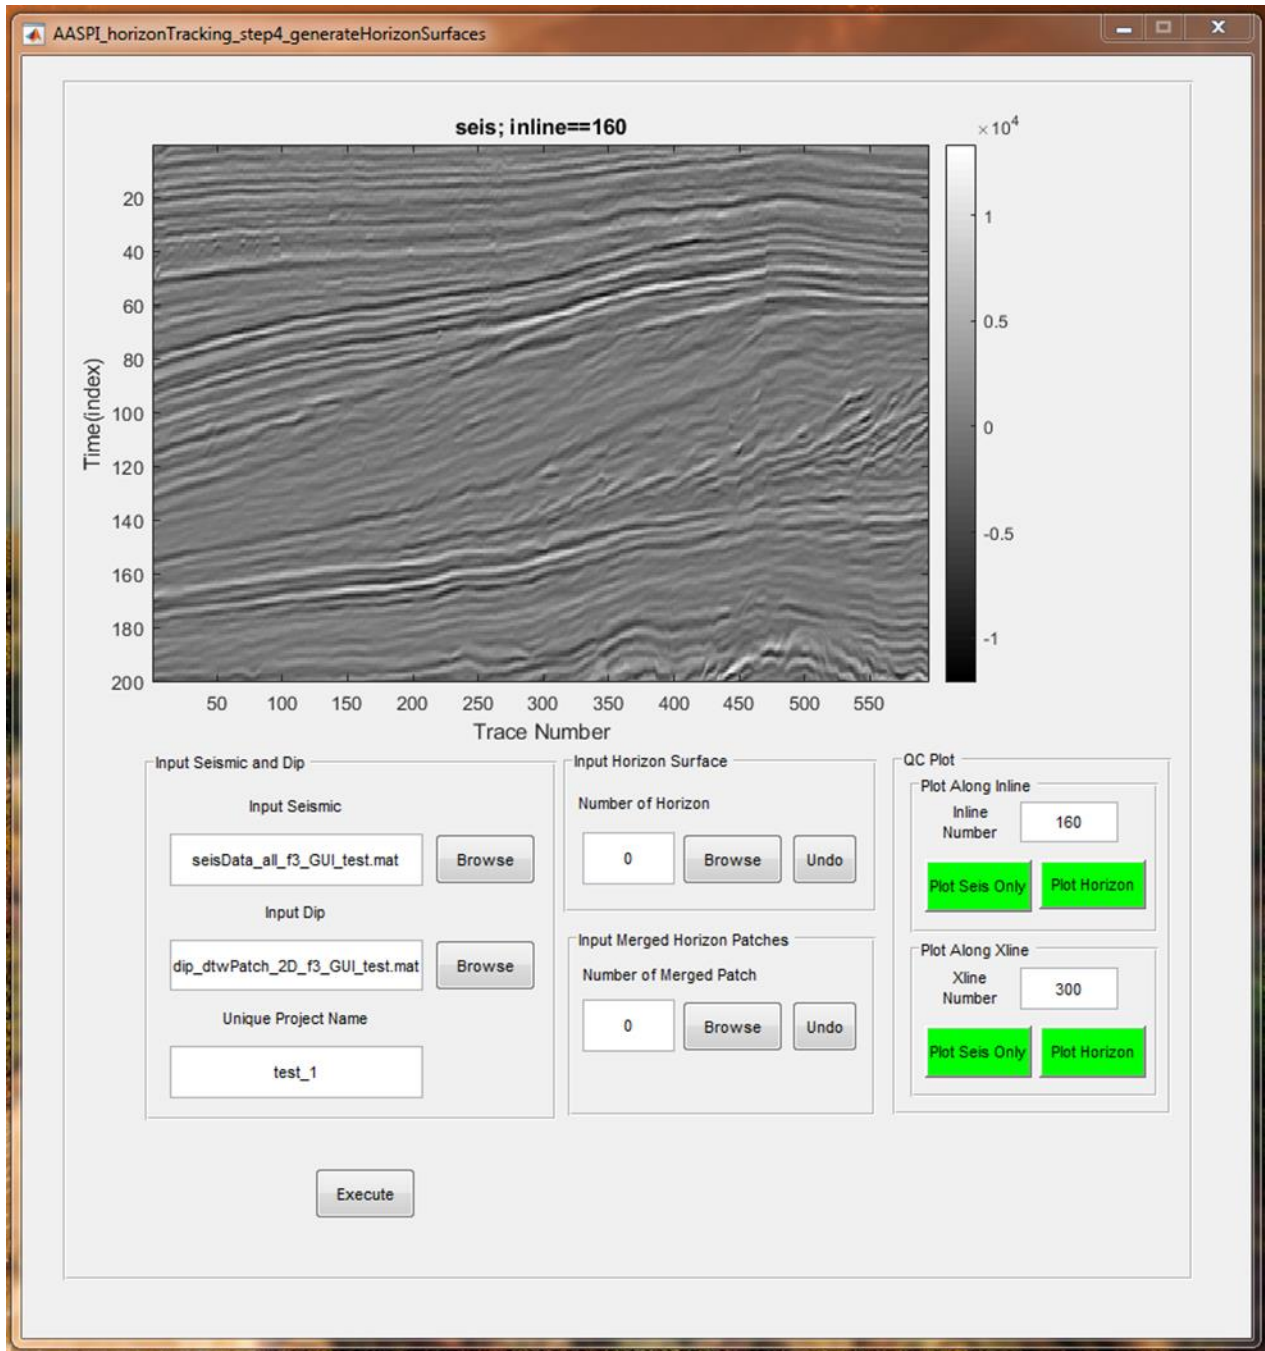 AASPI_horizonTracking_step4_generateHorizonSurfaces
seis; inline==160
×10⁴
20
40
60
80
100
120
140
160
180
200
Time(index)
50 100 150 200 250 300 350 400 450 500 550
Trace Number
1
0.5
0
-0.5
-1
Input Seismic and Dip
Input Seismic
seisData_all_f3_GUI_test.mat Browse
Input Dip
dip_dtwPatch_2D_f3_GUI_test.mat Browse
Unique Project Name
test_1
Input Horizon Surface
Number of Horizon
0 Browse Undo
Input Merged Horizon Patches
Number of Merged Patch
0 Browse Undo
QC Plot
Plot Along Inline
Inline
Number
160
Plot Seis Only Plot Horizon
Plot Along Xline
Xline
Number
300
Plot Seis Only Plot Horizon
Execute